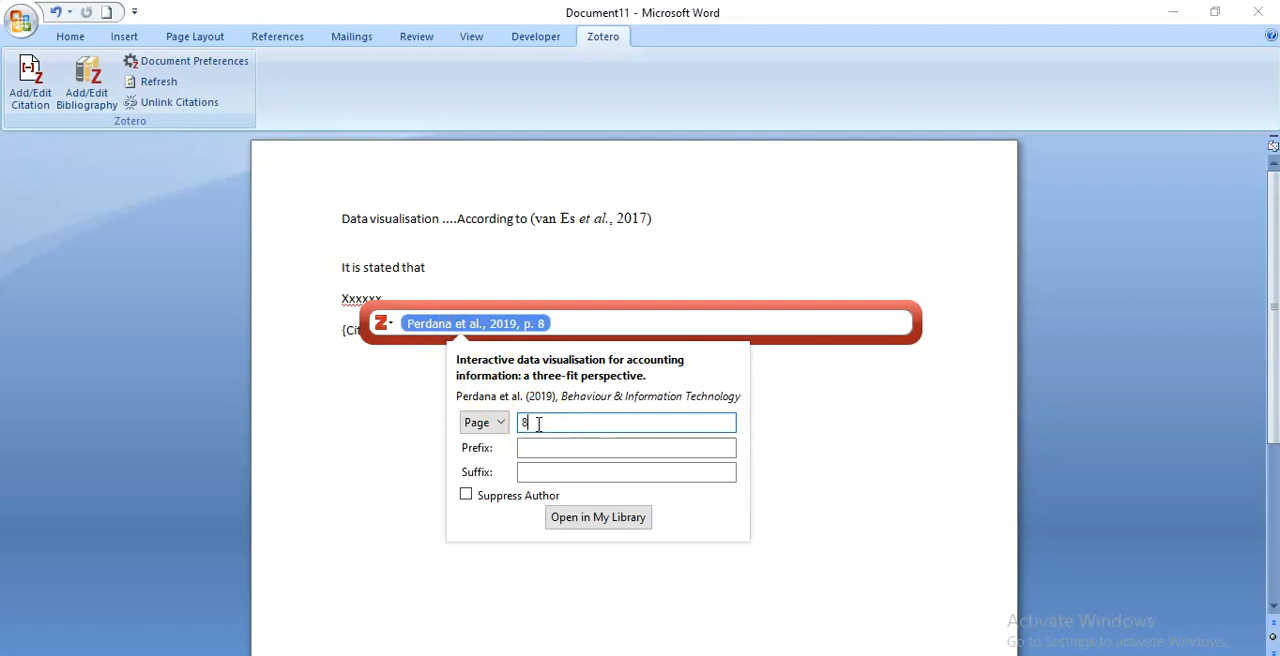 Document11 - Microsoft Word
Home Insert Page Layout References Mailings Review View Developer Zotero
Add/Edit Citation
Add/Edit Bibliography
Document Preferences
Refresh
Unlink Citations
Zotero
Data visualisation ....According to (van Es et al., 2017)
It is stated that
Xxxxxx
{Cit
Z Perdana et al., 2019, p. 8
Interactive data visualisation for accounting
information: a three-fit perspective.
Perdana et al. (2019), Behaviour & Information Technology
Page 8
Prefix:
Suffix:
Suppress Author
Open in My Library
Activate Windows
Go to Settings to activate Windows.